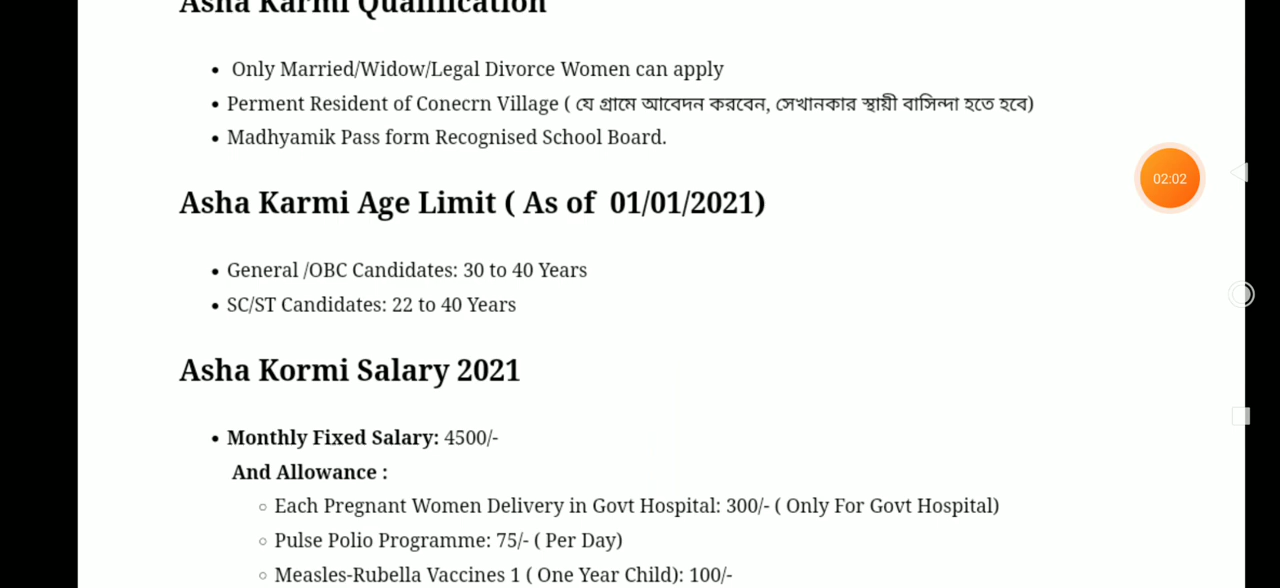 Asha Karmi Qualification
Only Married/Widow/Legal Divorce Women can apply
Perment Resident of Conecrn Village ( যে গ্রামে আবেদন করবেন, সেখানকার স্থায়ী বাসিন্দা হতে হবে)
Madhyamik Pass form Recognised School Board.
02:02
Asha Karmi Age Limit ( As of 01/01/2021)
General /OBC Candidates: 30 to 40 Years
SC/ST Candidates: 22 to 40 Years
Asha Kormi Salary 2021
Monthly Fixed Salary: 4500/-
And Allowance :
Each Pregnant Women Delivery in Govt Hospital: 300/- ( Only For Govt Hospital)
Pulse Polio Programme: 75/- ( Per Day)
Measles-Rubella Vaccines 1 ( One Year Child): 100/-